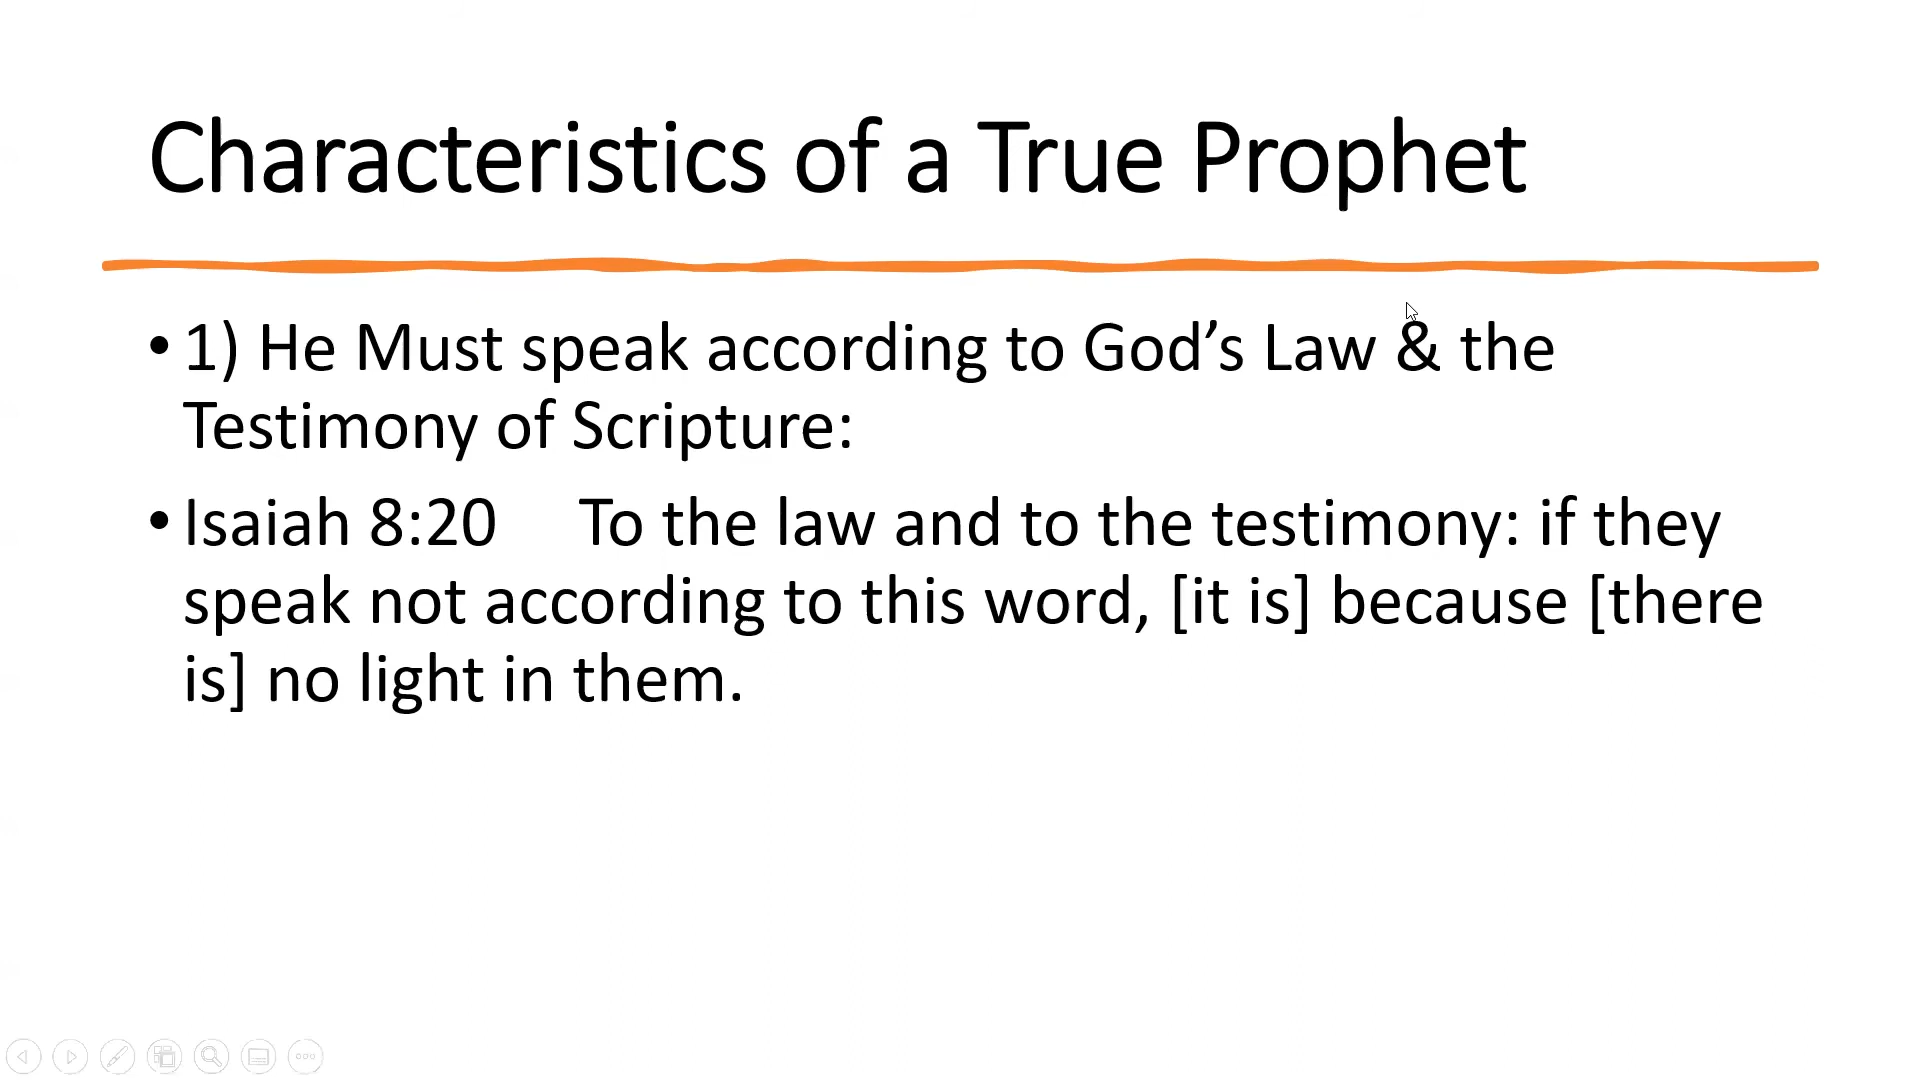 Characteristics of a True Prophet
• 1) He Must speak according to God’s Law & the
Testimony of Scripture:
• Isaiah 8:20 To the law and to the testimony: if they
speak not according to this word, [it is] because [there
is] no light in them.